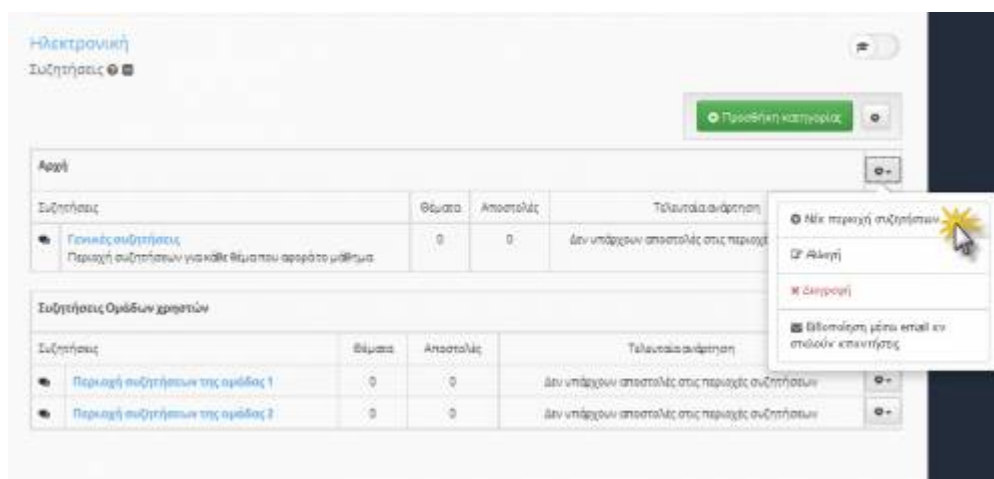 Ηλεκτρονική
Συζητήσεις
Προσθήκη κατηγορίας
Αρχή
Συζητήσεις Θέματα Αποστολές Τελευταία ανάρτηση
Γενικές συζητήσεις 0 0 Δεν υπάρχουν αποστολές στις περιοχέ
Περιοχή συζητήσεων για κάθε θέμα που αφορά το μάθημα
Νέα περιοχή συζητήσεων
Αλλαγή
Διαγραφή
Ειδοποίηση μέσω email αν
σταλούν απαντήσεις
Συζητήσεις Ομάδων χρηστών
Συζητήσεις Θέματα Αποστολές Τελευταία ανάρτηση
Περιοχή συζητήσεων της ομάδας 1 0 0 Δεν υπάρχουν αποστολές στις περιοχές συζητήσεων
Περιοχή συζητήσεων της ομάδας 2 0 0 Δεν υπάρχουν αποστολές στις περιοχές συζητήσεων